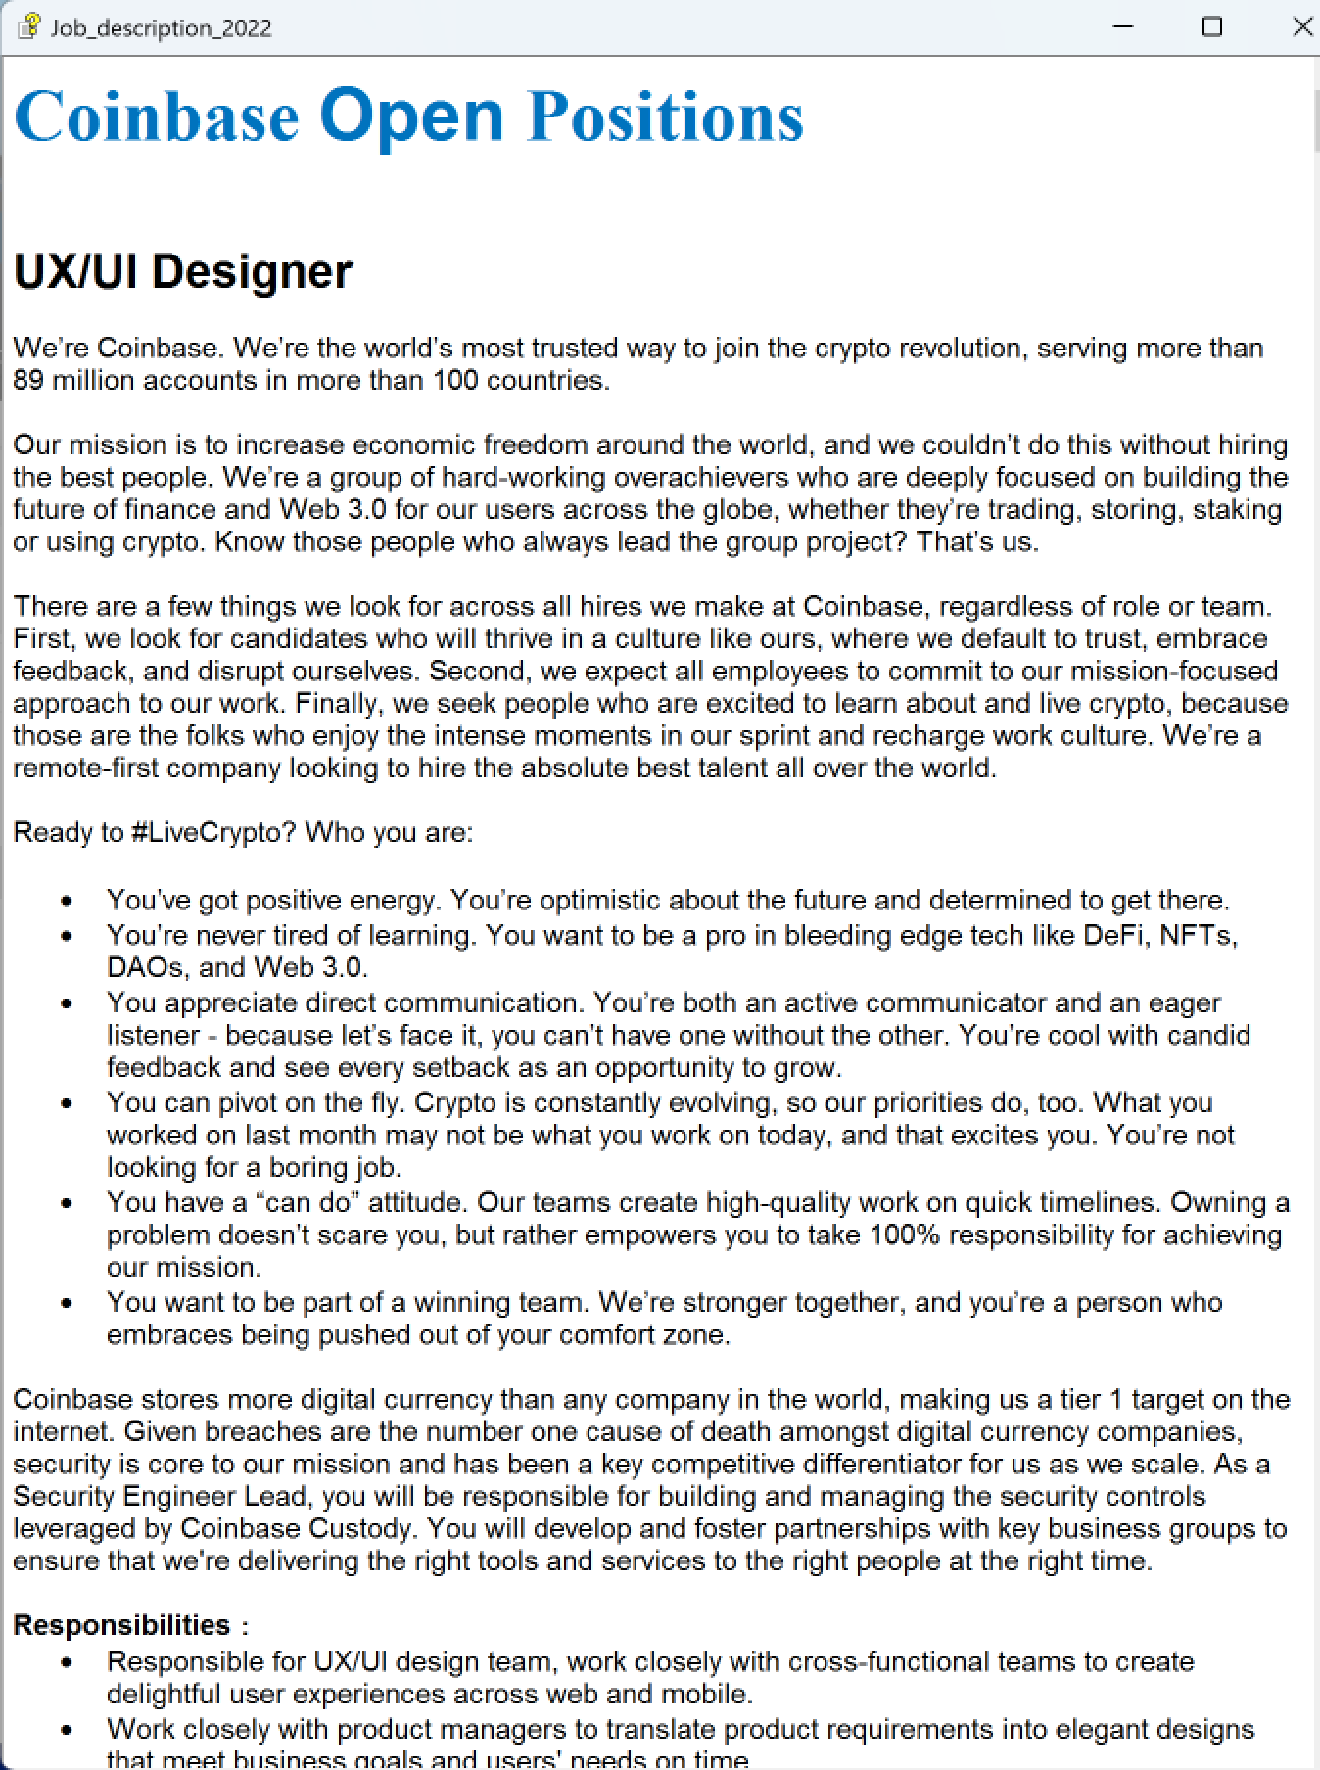 Job_description_2022
Coinbase Open Positions
UX/UI Designer
We're Coinbase. We're the world's most trusted way to join the crypto revolution, serving more than
89 million accounts in more than 100 countries.
Our mission is to increase economic freedom around the world, and we couldn't do this without hiring
the best people. We're a group of hard-working overachievers who are deeply focused on building the
future of finance and Web 3.0 for our users across the globe, whether they're trading, storing, staking
or using crypto. Know those people who always lead the group project? That's us.
There are a few things we look for across all hires we make at Coinbase, regardless of role or team.
First, we look for candidates who will thrive in a culture like ours, where we default to trust, embrace
feedback, and disrupt ourselves. Second, we expect all employees to commit to our mission-focused
approach to our work. Finally, we seek people who are excited to learn about and live crypto, because
those are the folks who enjoy the intense moments in our sprint and recharge work culture. We're a
remote-first company looking to hire the absolute best talent all over the world.
Ready to #LiveCrypto? Who you are:
• You've got positive energy. You're optimistic about the future and determined to get there.
• You're never tired of learning. You want to be a pro in bleeding edge tech like DeFi, NFTs,
DAOs, and Web 3.0.
• You appreciate direct communication. You're both an active communicator and an eager
listener - because let's face it, you can't have one without the other. You're cool with candid
feedback and see every setback as an opportunity to grow.
• You can pivot on the fly. Crypto is constantly evolving, so our priorities do, too. What you
worked on last month may not be what you work on today, and that excites you. You're not
looking for a boring job.
• You have a “can do” attitude. Our teams create high-quality work on quick timelines. Owning a
problem doesn't scare you, but rather empowers you to take 100% responsibility for achieving
our mission.
• You want to be part of a winning team. We're stronger together, and you're a person who
embraces being pushed out of your comfort zone.
Coinbase stores more digital currency than any company in the world, making us a tier 1 target on the
internet. Given breaches are the number one cause of death amongst digital currency companies,
security is core to our mission and has been a key competitive differentiator for us as we scale. As a
Security Engineer Lead, you will be responsible for building and managing the security controls
leveraged by Coinbase Custody. You will develop and foster partnerships with key business groups to
ensure that we're delivering the right tools and services to the right people at the right time.
Responsibilities :
• Responsible for UX/UI design team, work closely with cross-functional teams to create
delightful user experiences across web and mobile.
• Work closely with product managers to translate product requirements into elegant designs
that meet business goals and users' needs on time